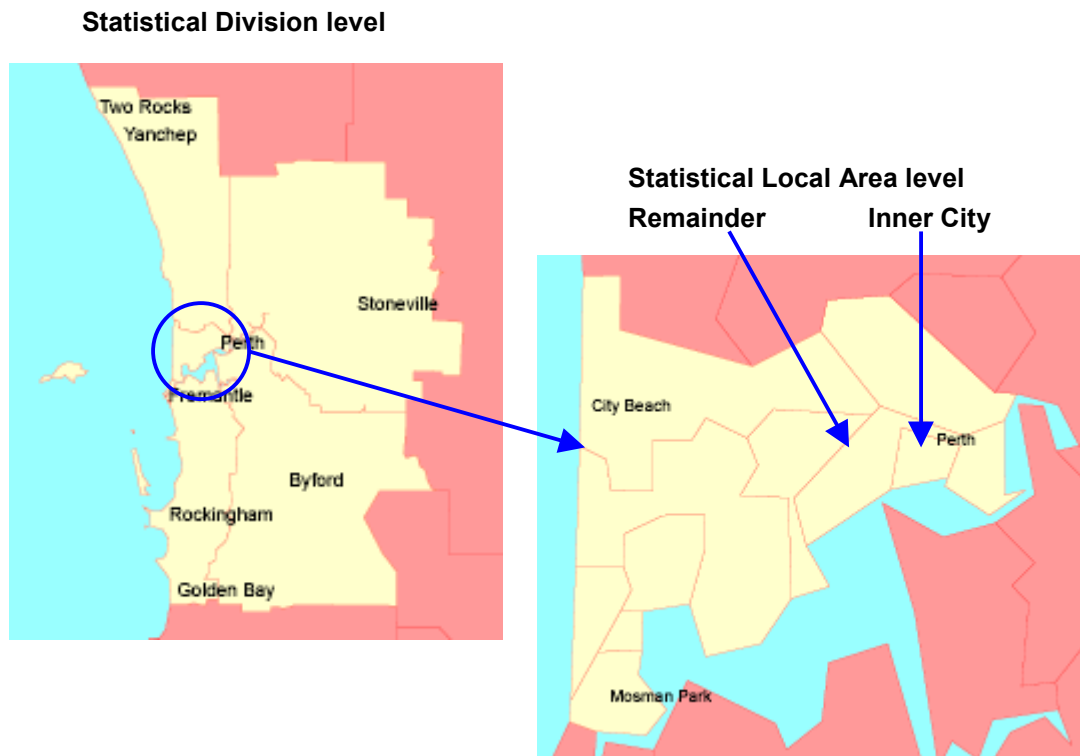 Statistical Division level
Two Rocks
Yanchep
Stoneville
Perth
Fremantle
Byford
Rockingham
Golden Bay
Statistical Local Area level
Remainder Inner City
City Beach
Perth
Mosman Park